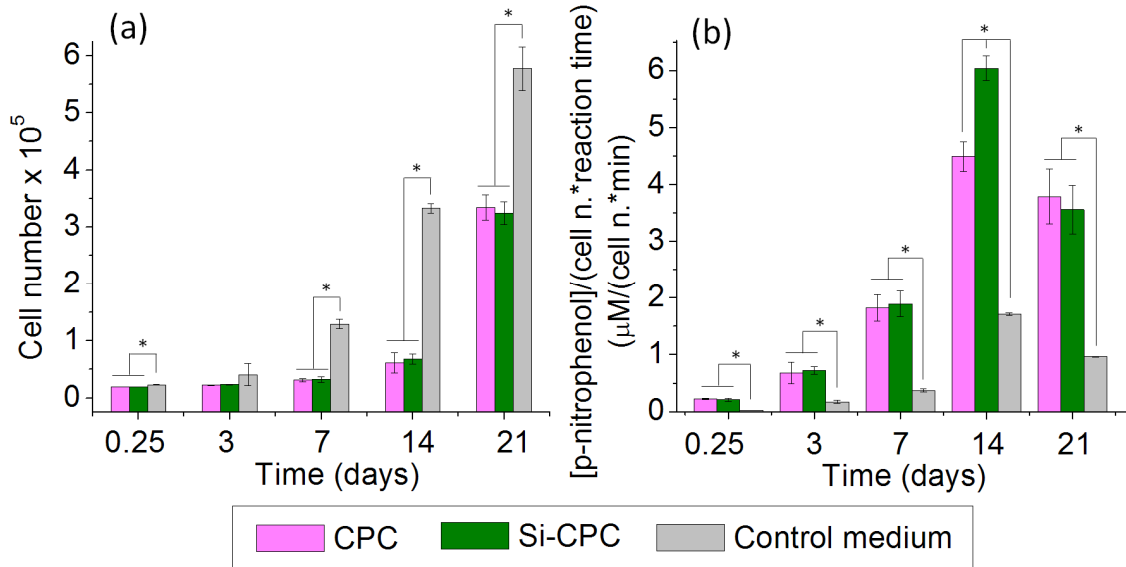 (a)
Cell number x 10⁵
6
5
4
3
2
1
0
*
*
*
*
0.25 3 7 14 21
Time (days)
(b)
[p-nitrophenol]/(cell n.*reaction time)
(μM/(cell n.*min)
6
5
4
3
2
1
0
*
*
*
*
*
0.25 3 7 14 21
Time (days)
CPC Si-CPC Control medium